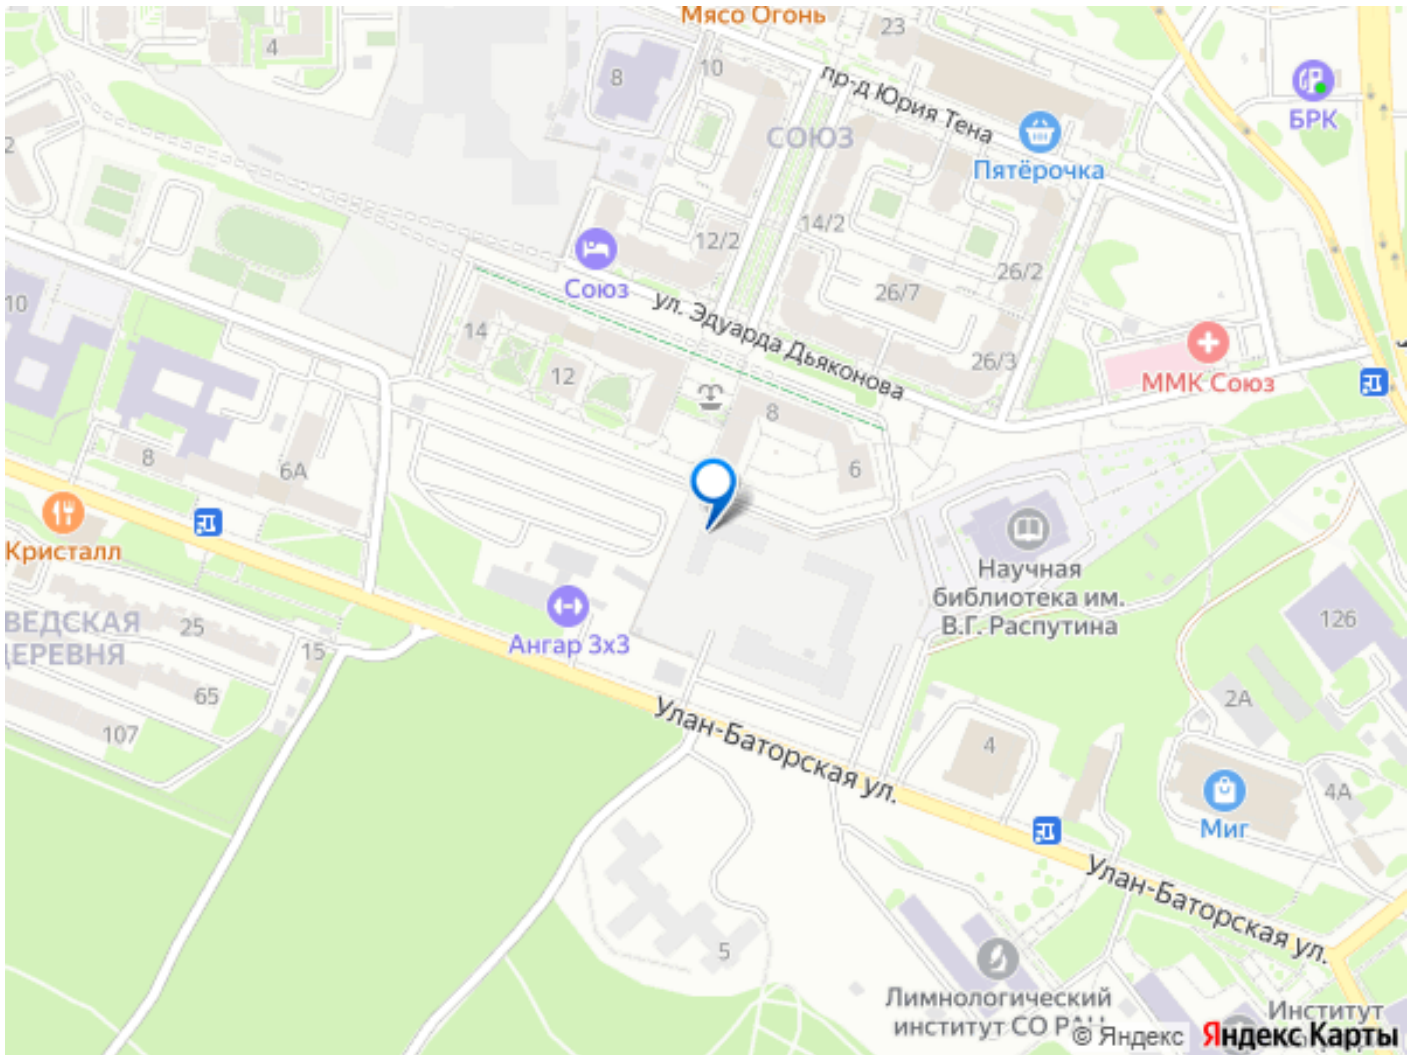 Мясо Огонь
23
4
8
10
пр-д Юрия Тена
БРК
СОЮЗ
Пятёрочка
2
12/2
14/2
26/2
Союз
26/7
10
ул. Эдуарда Дьяконова
14
26/3
ММК Союз
12
8
8
6А
6
Кристалл
Научная
библиотека им.
В.Г. Распутина
ВЕДСКАЯ
ДЕРЕВНЯ
25
15
Ангар 3х3
126
65
107
2А
Улан-Баторская ул.
4
4А
Миг
Улан-Баторская ул.
5
Лимнологический
институт СО РАН
Институт
© Яндекс Яндекс Карты